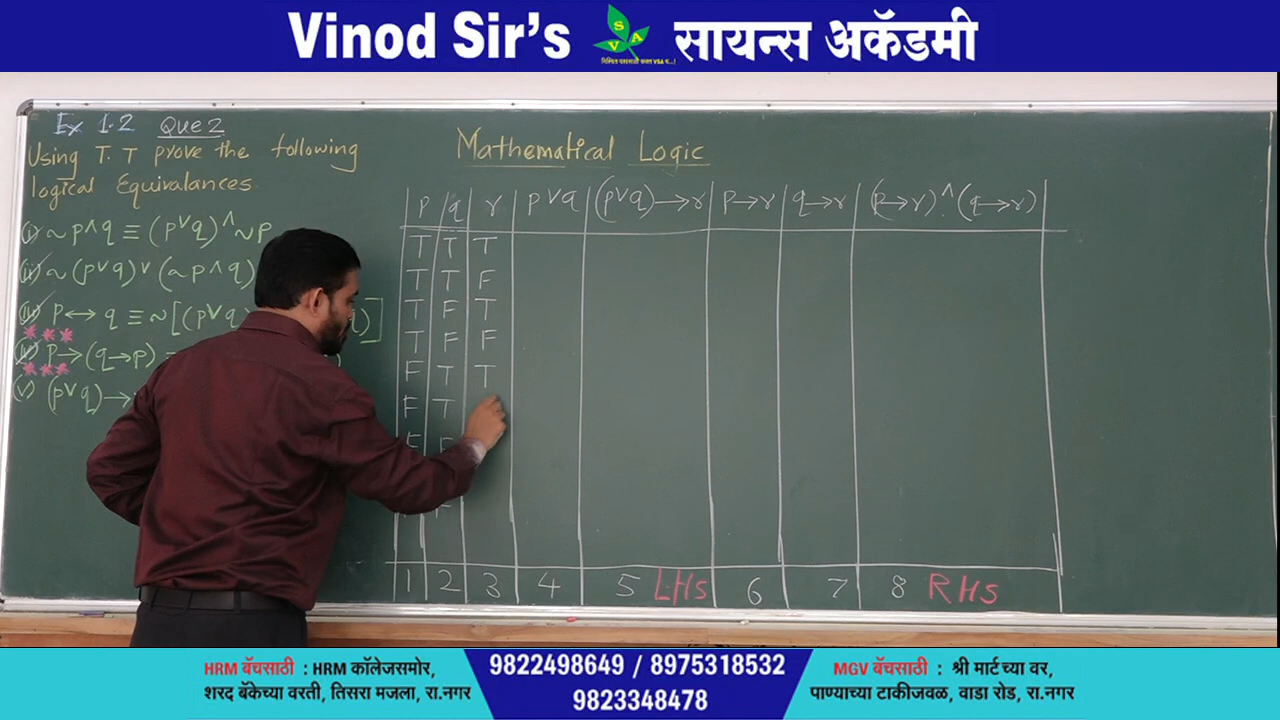 Vinod Sir's VSA सायन्स अकॅडमी
Ex 1.2 Que 2
Using T.T prove the following
logical Equivalances
(i) ~p∧q ≡ (p∨q)∧~p
(ii) ~(p∨q)∨(~p∧q)
(iii) p↔q ≡ ~[(p∨q) q)]
***
(iv) p→(q→p) =
***
(v) (p∨q)→
Mathematical Logic
p q r p∨q (p∨q)→r p→r q→r (p→r)∧(q→r)
T T T
T T F
T F T
T F F
F T T
F T
F F
F
1 2 3 4 5 LHS 6 7 8 RHS
HRM बॅचसाठी : HRM कॉलेजसमोर,
शरद बँकेच्या वरती, तिसरा मजला, रा.नगर
9822498649 / 8975318532
9823348478
MGV बॅचसाठी : श्री मार्टच्या वर,
पाण्याच्या टाकीजवळ, वाडा रोड, रा.नगर